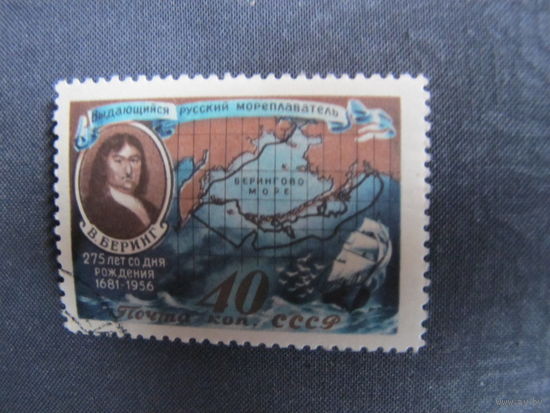 Выдающийся русский мореплаватель
БЕРИНГОВО
МОРЕ
В. БЕРИНГ
275 ЛЕТ СО ДНЯ
РОЖДЕНИЯ
1681-1956
40
Почта коп. СССР